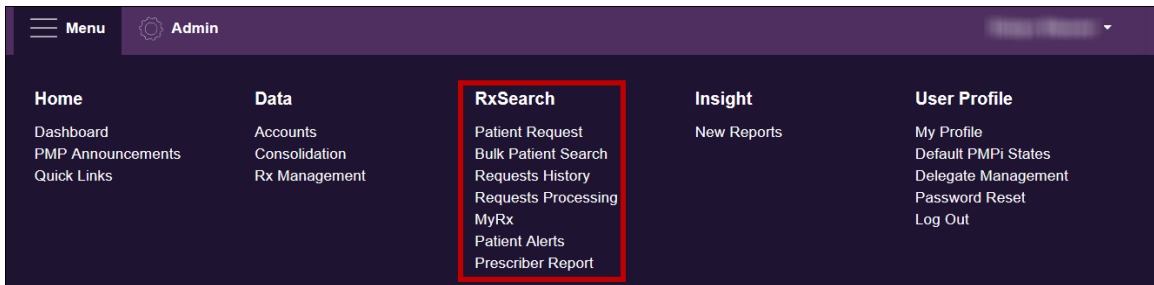 Menu
Admin
Home
Dashboard
PMP Announcements
Quick Links
Data
Accounts
Consolidation
Rx Management
RxSearch
Patient Request
Bulk Patient Search
Requests History
Requests Processing
MyRx
Patient Alerts
Prescriber Report
Insight
New Reports
User Profile
My Profile
Default PMPi States
Delegate Management
Password Reset
Log Out